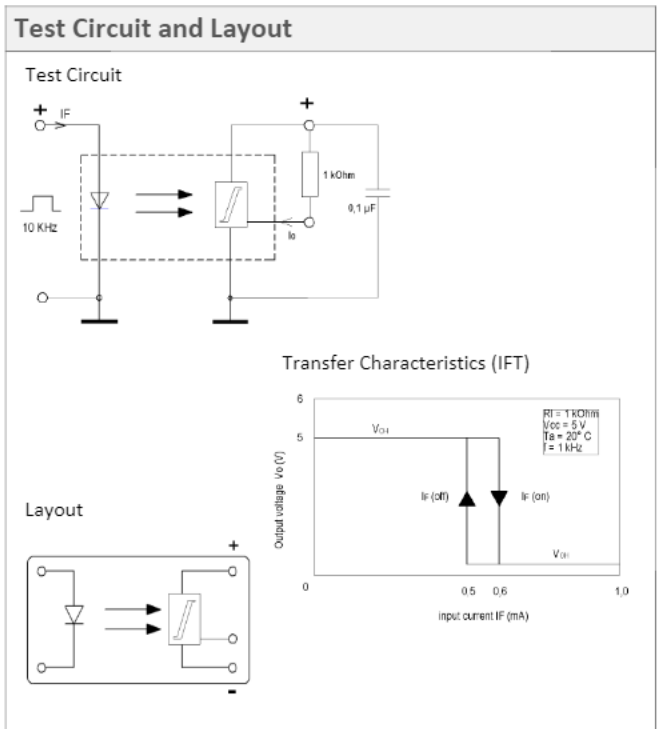 Test Circuit and Layout
Test Circuit
+
IF
+
1 kOhm
0,1 µF
10 KHz
Io
Transfer Characteristics (IFT)
6
5
Output voltage Vo (V)
VOH
Rl = 1 kOhm
Vcc = 5 V
Ta = 20° C
f = 1 kHz
IF (off)
IF (on)
VOH
0
0.5
0,6
1,0
input current IF (mA)
Layout
+
-